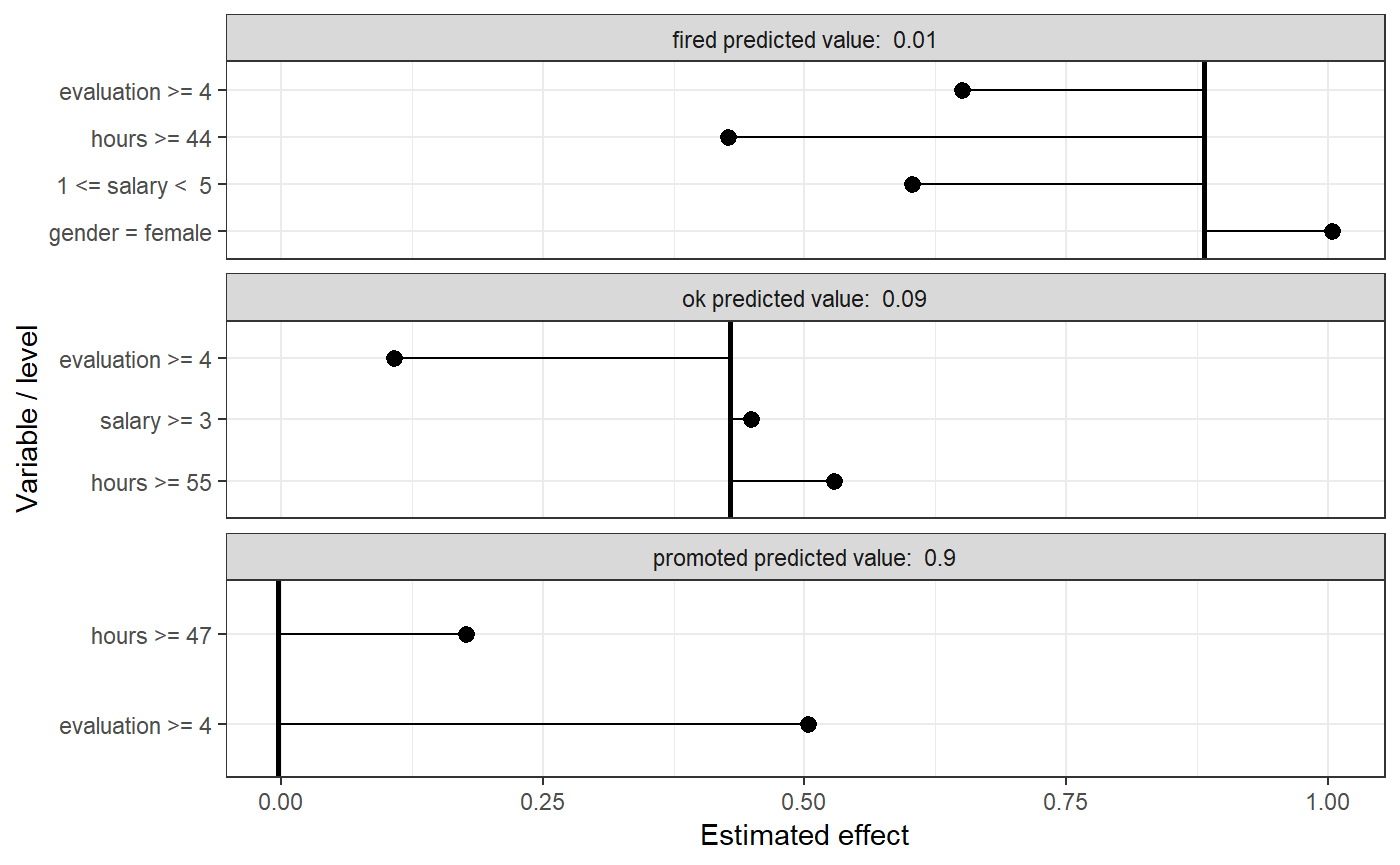 fired predicted value:  0.01
evaluation >= 4
hours >= 44
1 <= salary <  5
gender = female
ok predicted value:  0.09
evaluation >= 4
salary >= 3
hours >= 55
promoted predicted value:  0.9
hours >= 47
evaluation >= 4
Variable / level
0.00 0.25 0.50 0.75 1.00
Estimated effect